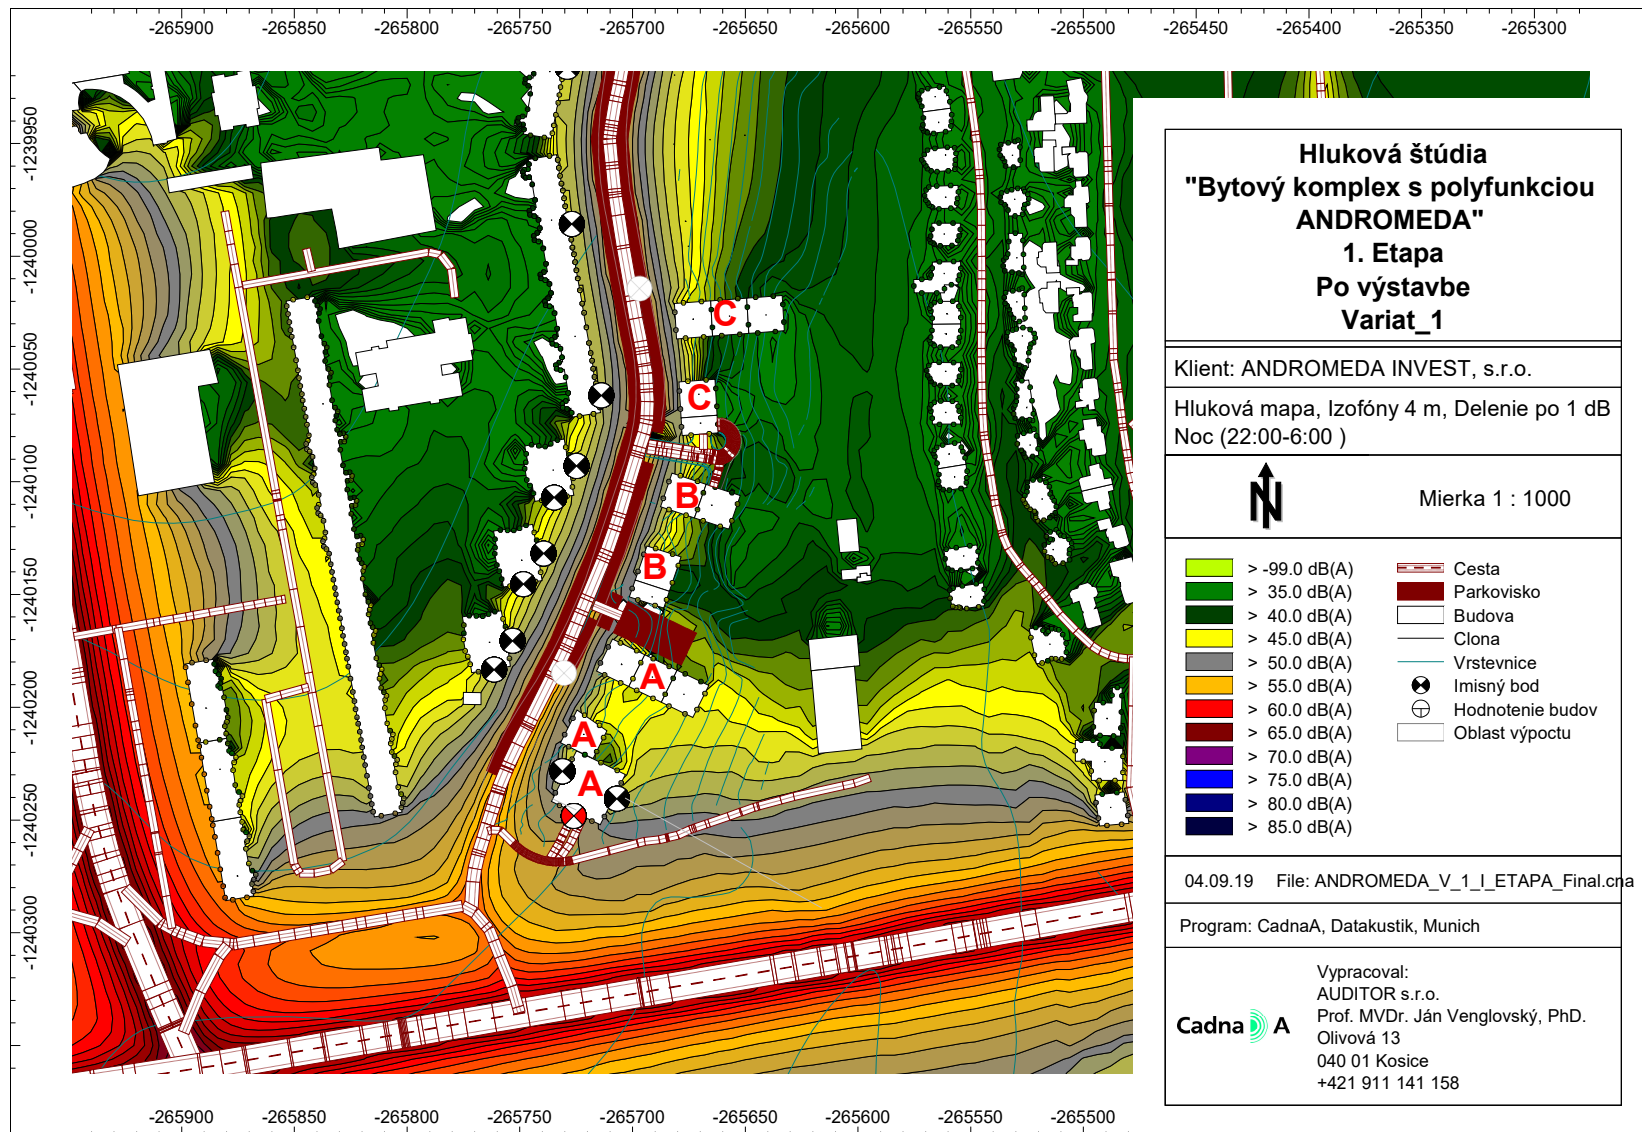 -265900 -265850 -265800 -265750 -265700 -265650 -265600 -265550 -265500 -265450 -265400 -265350 -265300
-1239950
-1240000
-1240050
-1240100
-1240150
-1240200
-1240250
-1240300
C
C
B
B
A
A
A
Hluková štúdia
"Bytový komplex s polyfunkciou
ANDROMEDA"
1. Etapa
Po výstavbe
Variat_1
Klient: ANDROMEDA INVEST, s.r.o.
Hluková mapa, Izofóny 4 m, Delenie po 1 dB
Noc (22:00-6:00 )
N
Mierka 1 : 1000
> -99.0 dB(A)
> 35.0 dB(A)
> 40.0 dB(A)
> 45.0 dB(A)
> 50.0 dB(A)
> 55.0 dB(A)
> 60.0 dB(A)
> 65.0 dB(A)
> 70.0 dB(A)
> 75.0 dB(A)
> 80.0 dB(A)
> 85.0 dB(A)
Cesta
Parkovisko
Budova
Clona
Vrstevnice
Imisný bod
Hodnotenie budov
Oblast výpoctu
04.09.19 File: ANDROMEDA_V_1_I_ETAPA_Final.cna
Program: CadnaA, Datakustik, Munich
Cadna A
Vypracoval:
AUDITOR s.r.o.
Prof. MVDr. Ján Venglovský, PhD.
Olivová 13
040 01 Kosice
+421 911 141 158
-265900 -265850 -265800 -265750 -265700 -265650 -265600 -265550 -265500 -265450 -265400 -265350 -265300